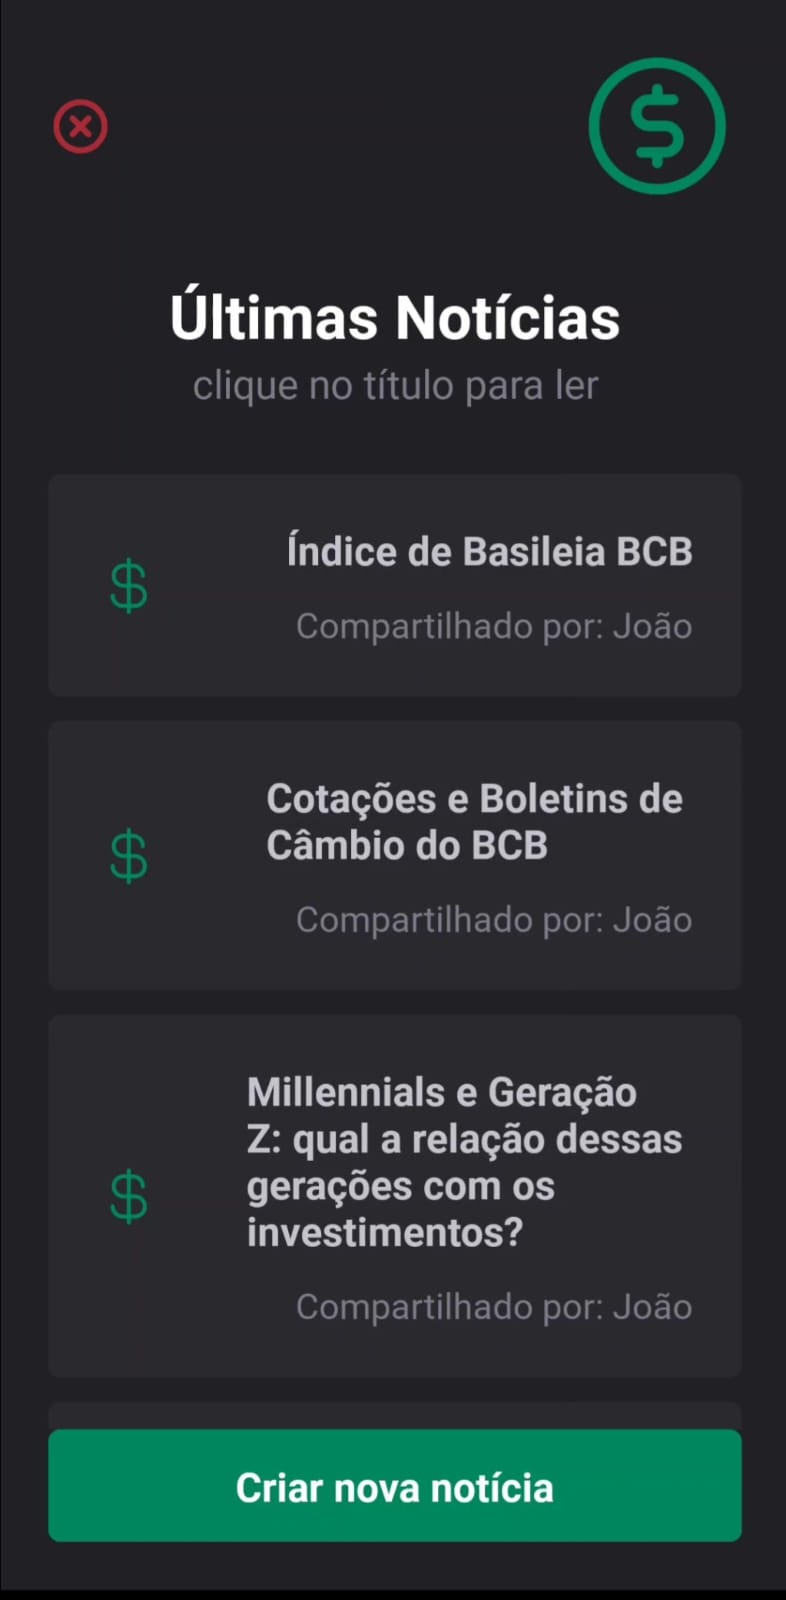 Últimas Notícias
clique no título para ler
Índice de Basileia BCB
Compartilhado por: João
Cotações e Boletins de
Câmbio do BCB
Compartilhado por: João
Millennials e Geração
Z: qual a relação dessas
gerações com os
investimentos?
Compartilhado por: João
Criar nova notícia